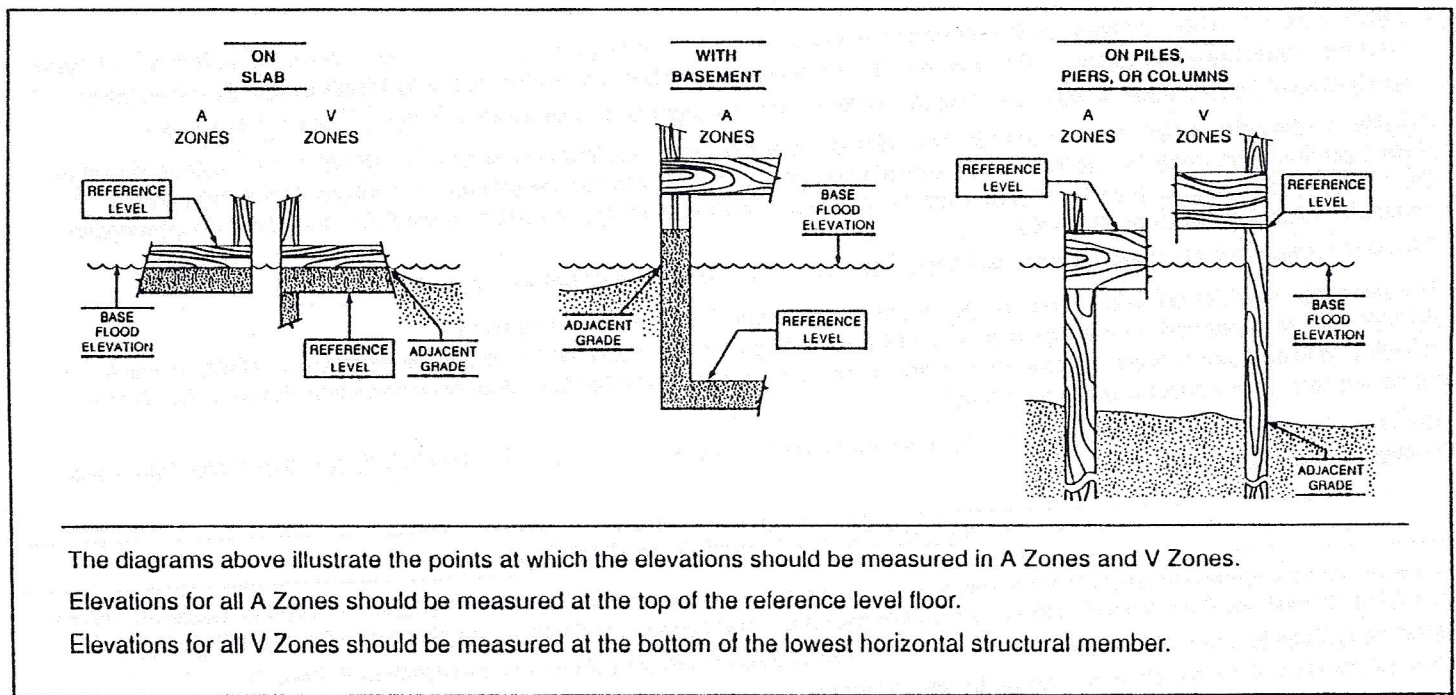 ON
SLAB
A
ZONES
V
ZONES
REFERENCE
LEVEL
BASE
FLOOD
ELEVATION
REFERENCE
LEVEL
ADJACENT
GRADE
WITH
BASEMENT
A
ZONES
BASE
FLOOD
ELEVATION
ADJACENT
GRADE
REFERENCE
LEVEL
ON PILES,
PIERS, OR COLUMNS
A
ZONES
V
ZONES
REFERENCE
LEVEL
REFERENCE
LEVEL
BASE
FLOOD
ELEVATION
ADJACENT
GRADE
The diagrams above illustrate the points at which the elevations should be measured in A Zones and V Zones.
Elevations for all A Zones should be measured at the top of the reference level floor.
Elevations for all V Zones should be measured at the bottom of the lowest horizontal structural member.